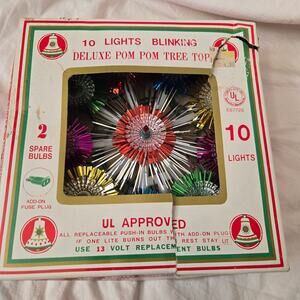 10 LIGHTS BLINKING
DELUXE POM POM TREE TOP
UL
E67726
2
SPARE
BULBS
10
LIGHTS
ADD-ON
FUSE PLUG
UL APPROVED
ALL REPLACEABLE PUSH-IN BULBS WITH ADD-ON PLUG
IF ONE LITE BURNS OUT THE REST STAY LIT
USE 13 VOLT REPLACEMENT BULBS